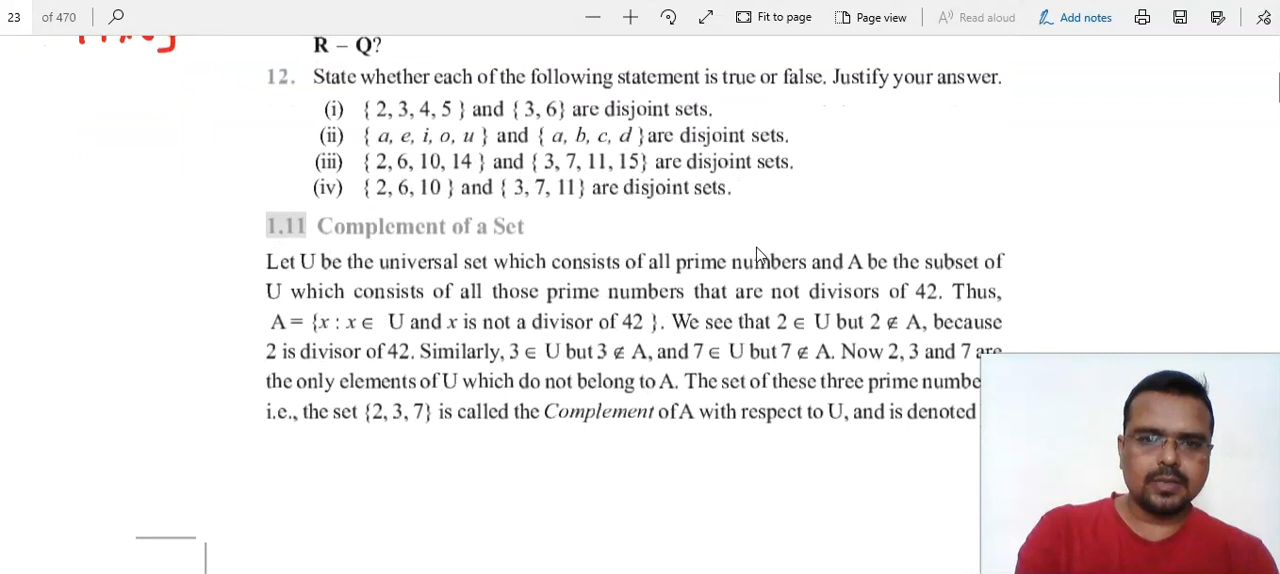 23 of 470 Fit to page Page view Read aloud Add notes
R – Q?
12. State whether each of the following statement is true or false. Justify your answer.
(i) { 2, 3, 4, 5 } and { 3, 6} are disjoint sets.
(ii) { a, e, i, o, u } and { a, b, c, d }are disjoint sets.
(iii) { 2, 6, 10, 14 } and { 3, 7, 11, 15} are disjoint sets.
(iv) { 2, 6, 10 } and { 3, 7, 11} are disjoint sets.
1.11 Complement of a Set
Let U be the universal set which consists of all prime numbers and A be the subset of
U which consists of all those prime numbers that are not divisors of 42. Thus,
A = {x : x ∈ U and x is not a divisor of 42 }. We see that 2 ∈ U but 2 ∉ A, because
2 is divisor of 42. Similarly, 3 ∈ U but 3 ∉ A, and 7 ∈ U but 7 ∉ A. Now 2, 3 and 7 are
the only elements of U which do not belong to A. The set of these three prime numbe
i.e., the set {2, 3, 7} is called the Complement of A with respect to U, and is denoted